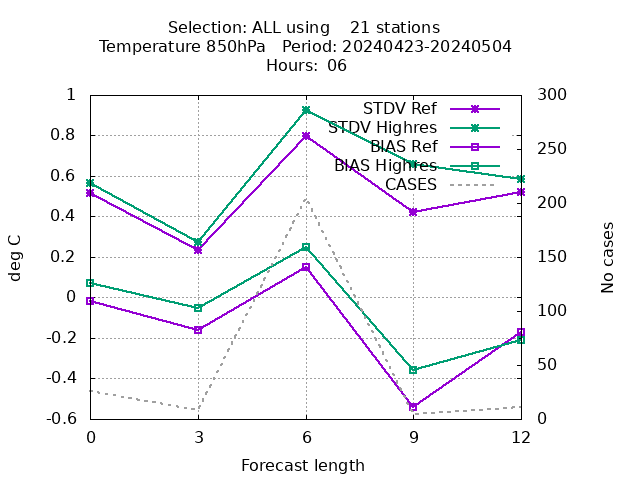 Selection: ALL using    21 stations
Temperature 850hPa   Period: 20240423-20240504
Hours: 06
1
0.8
0.6
0.4
0.2
0
-0.2
-0.4
-0.6
deg C
STDV Ref
STDV Highres
BIAS Ref
BIAS Highres
CASES
300
250
200
150
100
50
0
No cases
0 3 6 9 12
Forecast length